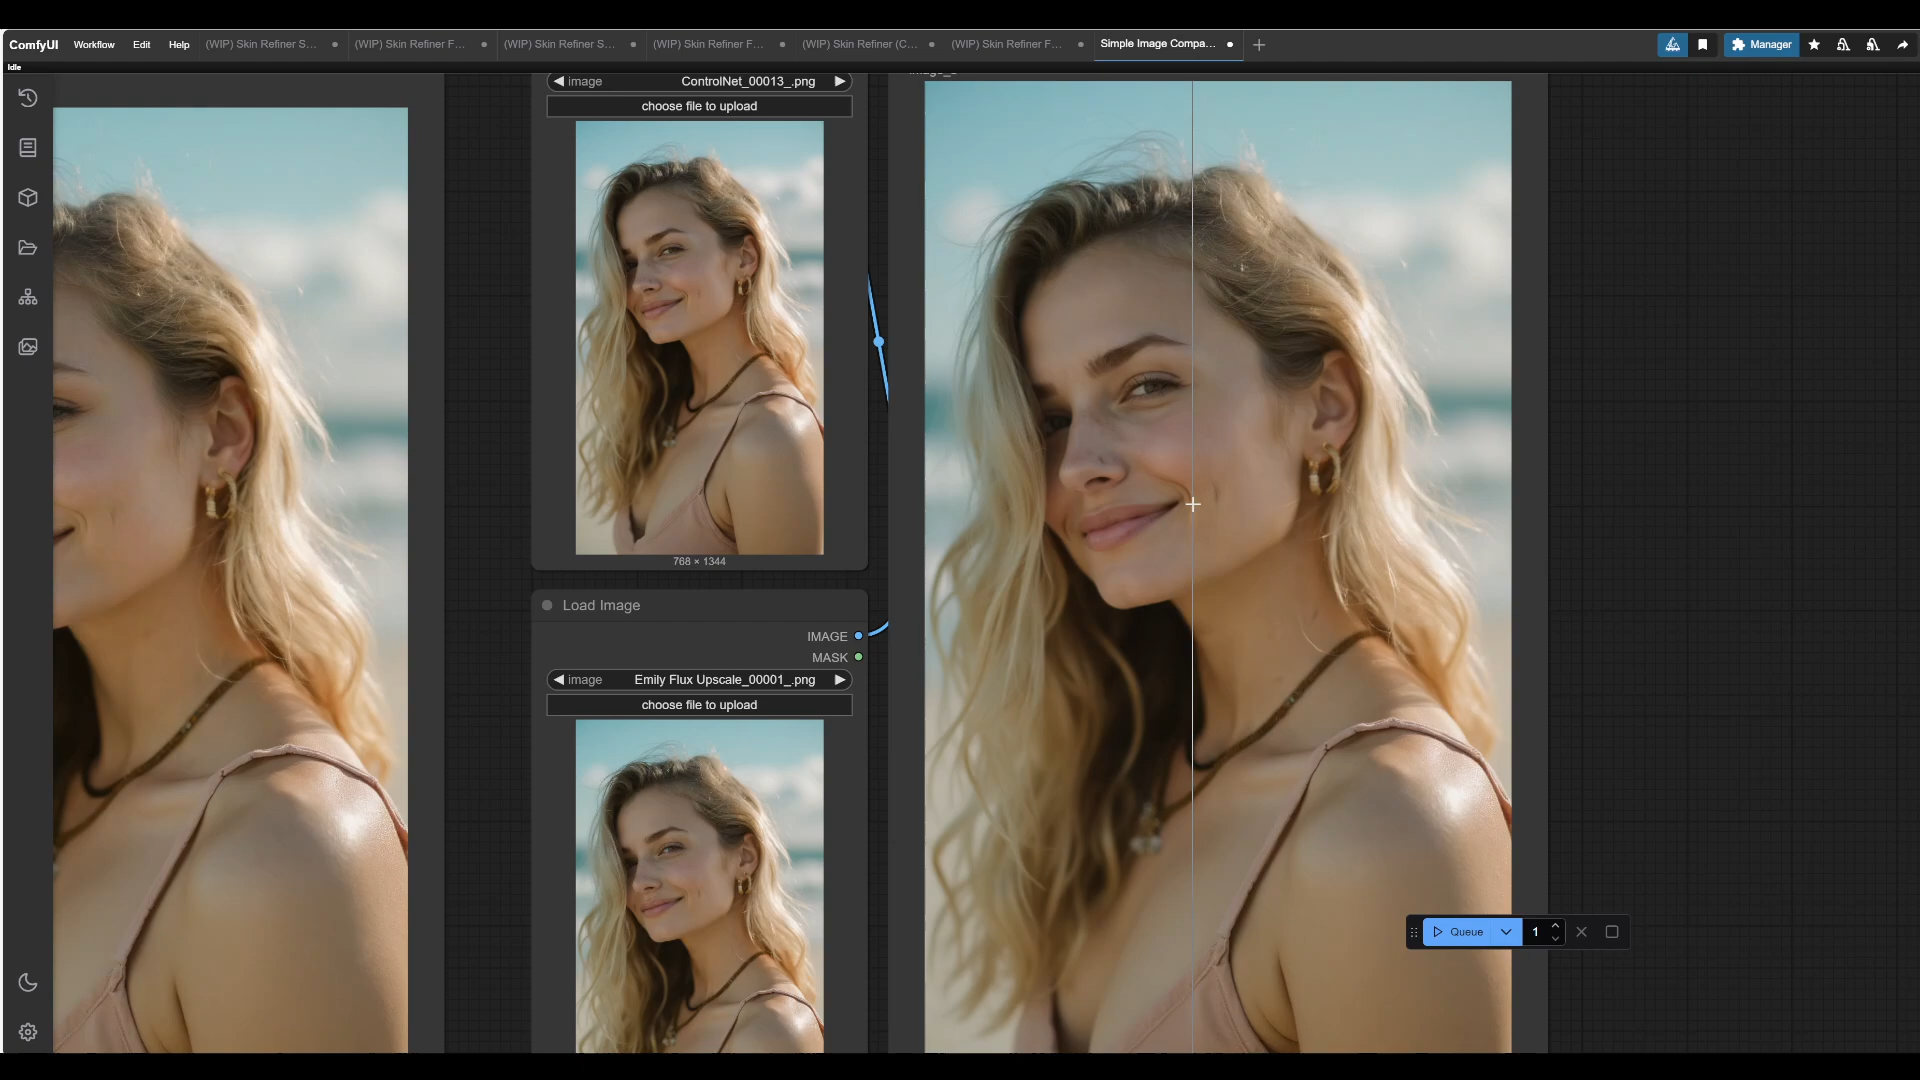 ComfyUI Workflow Edit Help (WIP) Skin Refiner S... (WIP) Skin Refiner F... (WIP) Skin Refiner S... (WIP) Skin Refiner F... (WIP) Skin Refiner (C... (WIP) Skin Refiner F... Simple Image Compa... Manager
Idle
image ControlNet_00013_.png
choose file to upload
768 × 1344
Load Image
IMAGE
MASK
image Emily Flux Upscale_00001_.png
choose file to upload
Queue 1